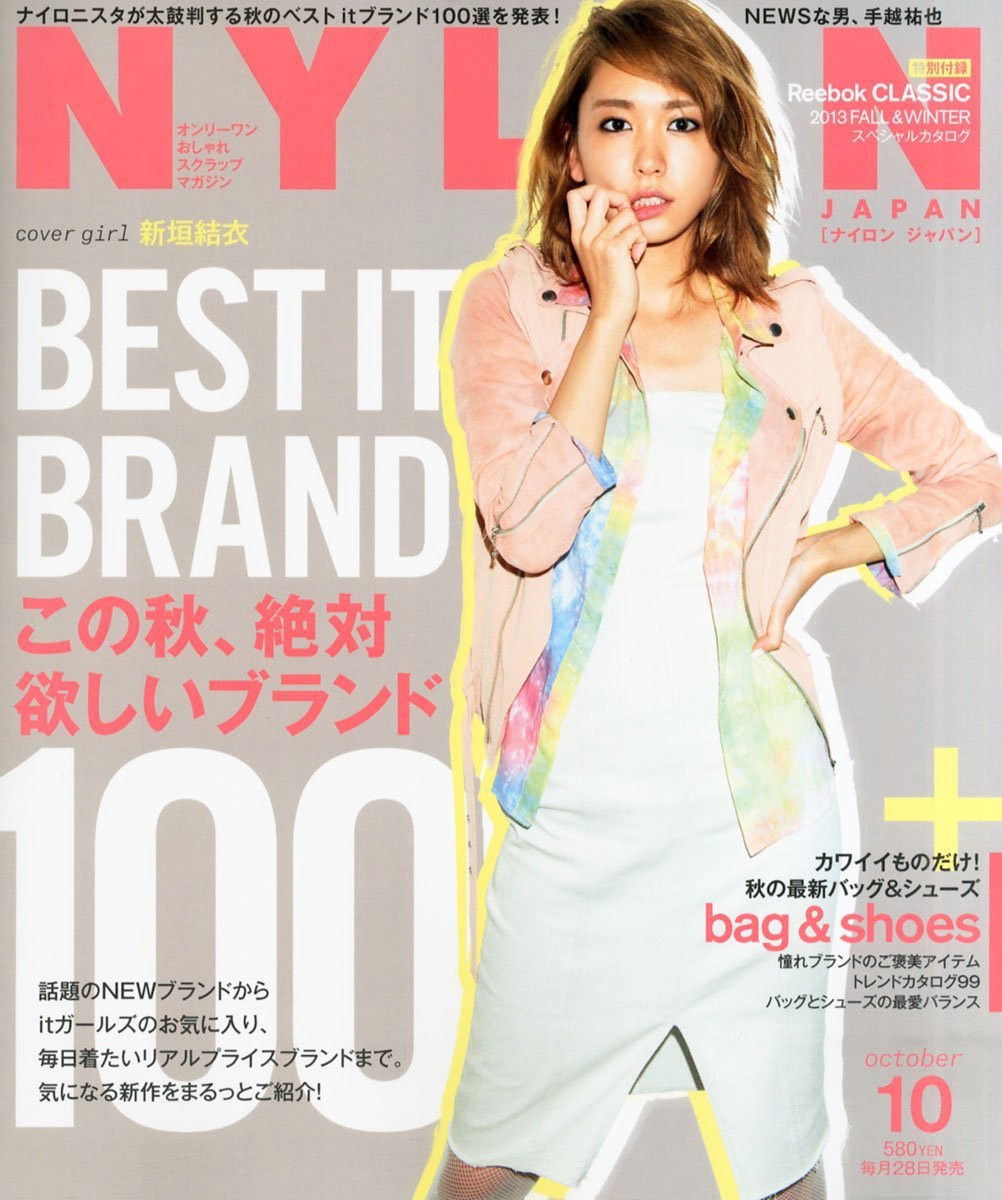 ナイロニスタが太鼓判する秋のベスト itブランド100選を発表!
NEWSな男、手越祐也
NYL N
オンリーワン
おしゃれ
スクラップ
マガジン
特別付録
Reebok CLASSIC
2013 FALL & WINTER
スペシャルカタログ
JAPAN
[ナイロン ジャパン]
cover girl 新垣結衣
BEST IT
BRAND
この秋、絶対
欲しいブランド
100
話題のNEWブランドから
itガールズのお気に入り、
毎日着たいリアルプライスブランドまで。
気になる新作をまるっとご紹介!
+
カワイイものだけ!
秋の最新バッグ&シューズ
bag & shoes
憧れブランドのご褒美アイテム
トレンドカタログ99
バッグとシューズの最愛バランス
october
10
580YEN
毎月28日発売